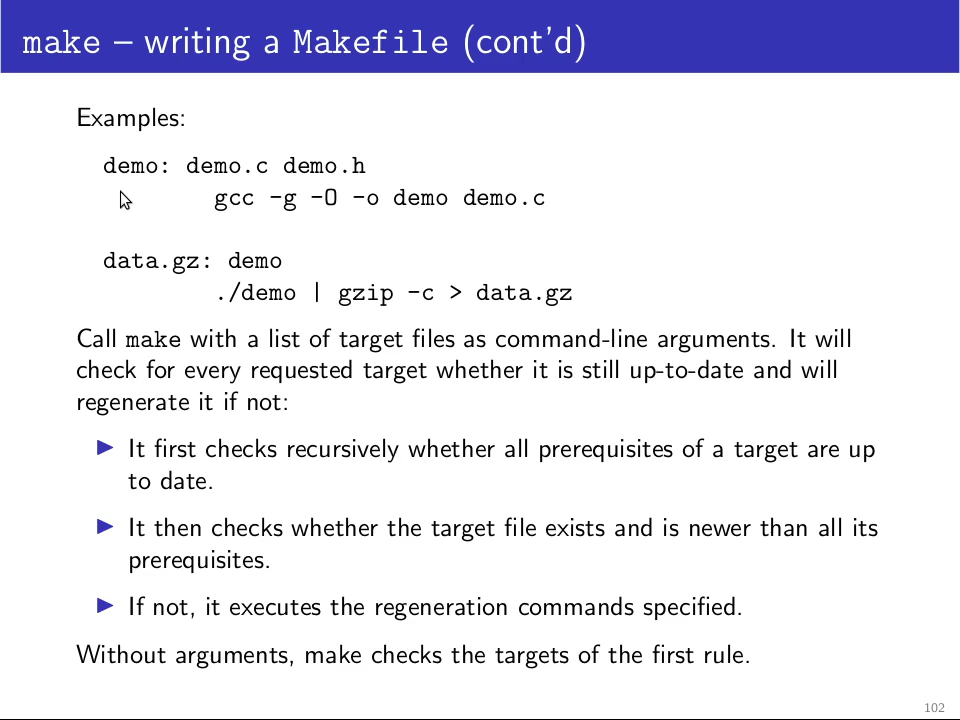 make – writing a Makefile (cont'd)
Examples:
demo: demo.c demo.h
gcc -g -O -o demo demo.c
data.gz: demo
./demo | gzip -c > data.gz
Call make with a list of target files as command-line arguments. It will
check for every requested target whether it is still up-to-date and will
regenerate it if not:
▶ It first checks recursively whether all prerequisites of a target are up
to date.
▶ It then checks whether the target file exists and is newer than all its
prerequisites.
▶ If not, it executes the regeneration commands specified.
Without arguments, make checks the targets of the first rule.
102